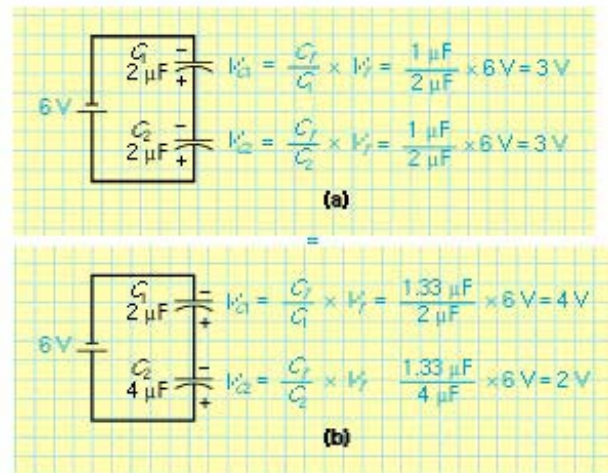 C₁ 2 µF − + V_C1 = C_T/C₁ × V_T = 1 µF/2 µF × 6 V = 3 V
6 V
C₂ 2 µF − + V_C2 = C_T/C₂ × V_T = 1 µF/2 µF × 6 V = 3 V
(a)
=
C₁ 2 µF − + V_C1 = C_T/C₁ × V_T = 1.33 µF/2 µF × 6 V = 4 V
6 V
C₂ 4 µF − + V_C2 = C_T/C₂ × V_T 1.33 µF/4 µF × 6 V = 2 V
(b)